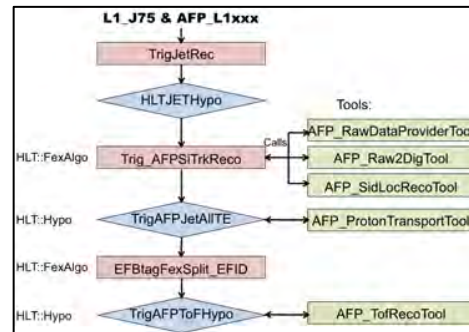 L1_J75 & AFP_L1xxx
TrigJetRec
Tools:
HLTJETHypo
AFP_RawDataProviderTool
Calls
HLT::FexAlgo
Trig_AFPSiTrkReco
AFP_Raw2DigTool
AFP_SidLocRecoTool
HLT::Hypo
TrigAFPJetAllTE
AFP_ProtonTransportTool
HLT::FexAlgo
EFBtagFexSplit_EFID
HLT::Hypo
TrigAFPToFHypo
AFP_TofRecoTool